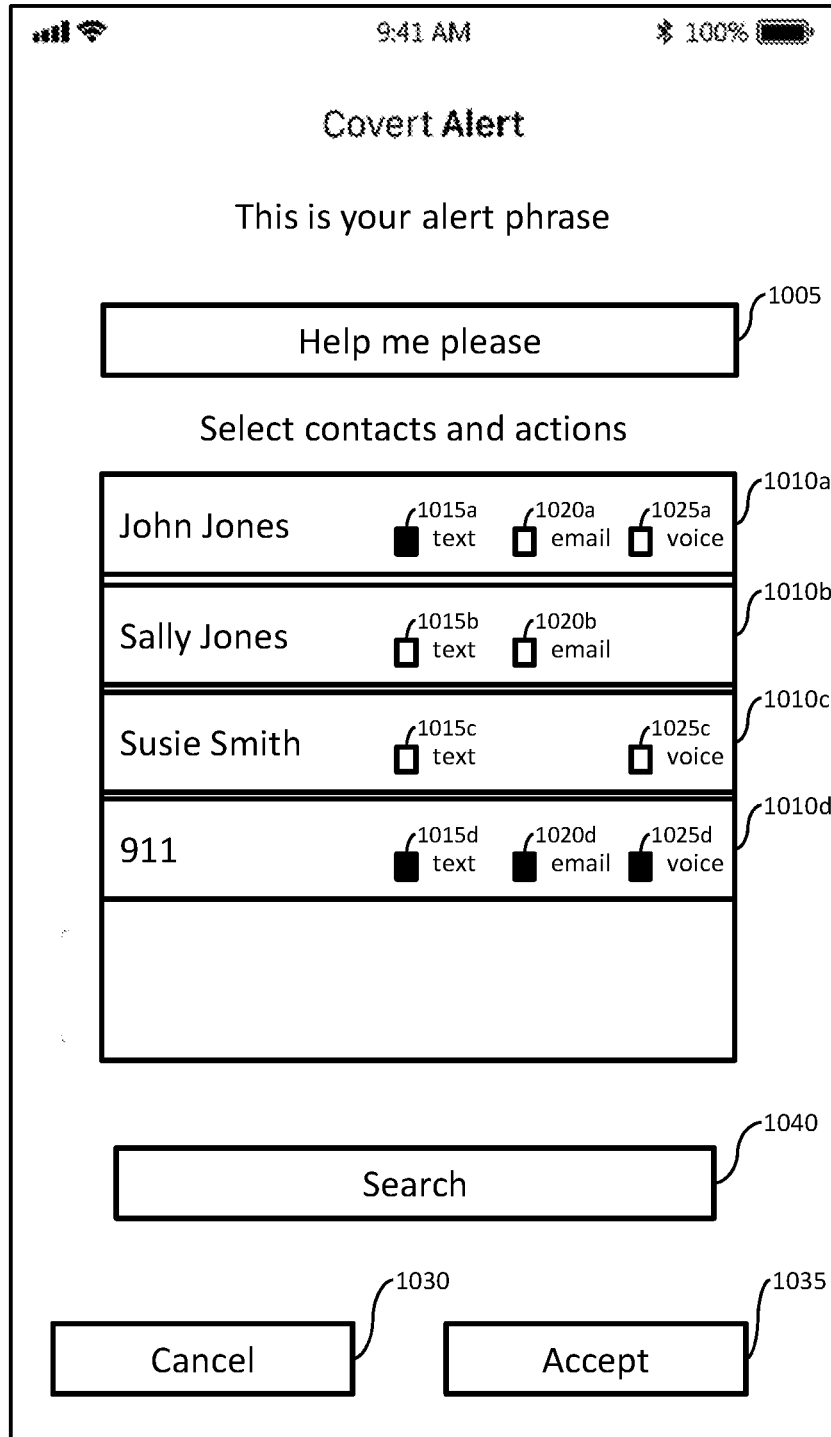 9:41 AM 100%
Covert Alert
This is your alert phrase
1005
Help me please
Select contacts and actions
1010a
John Jones 1015a text 1020a email 1025a voice
1010b
Sally Jones 1015b text 1020b email
1010c
Susie Smith 1015c text 1025c voice
1010d
911 1015d text 1020d email 1025d voice
1040
Search
1030 1035
Cancel Accept